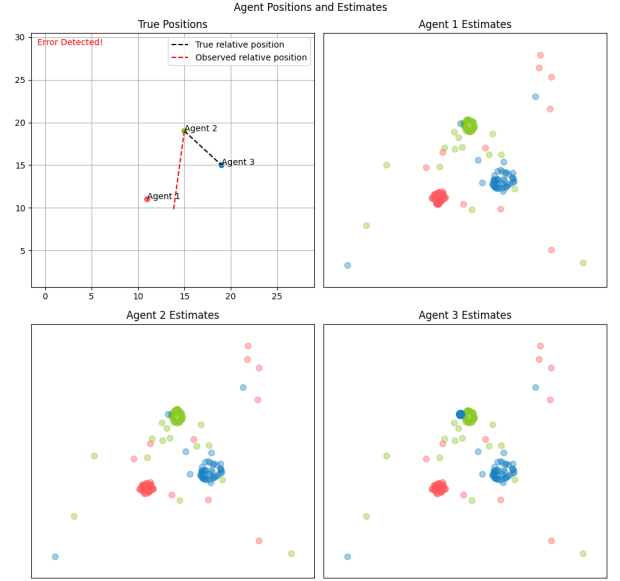 Agent Positions and Estimates
True Positions
Error Detected!
True relative position
Observed relative position
Agent 2
Agent 3
Agent 1
30
25
20
15
10
5
0 5 10 15 20 25
Agent 1 Estimates
Agent 2 Estimates
Agent 3 Estimates